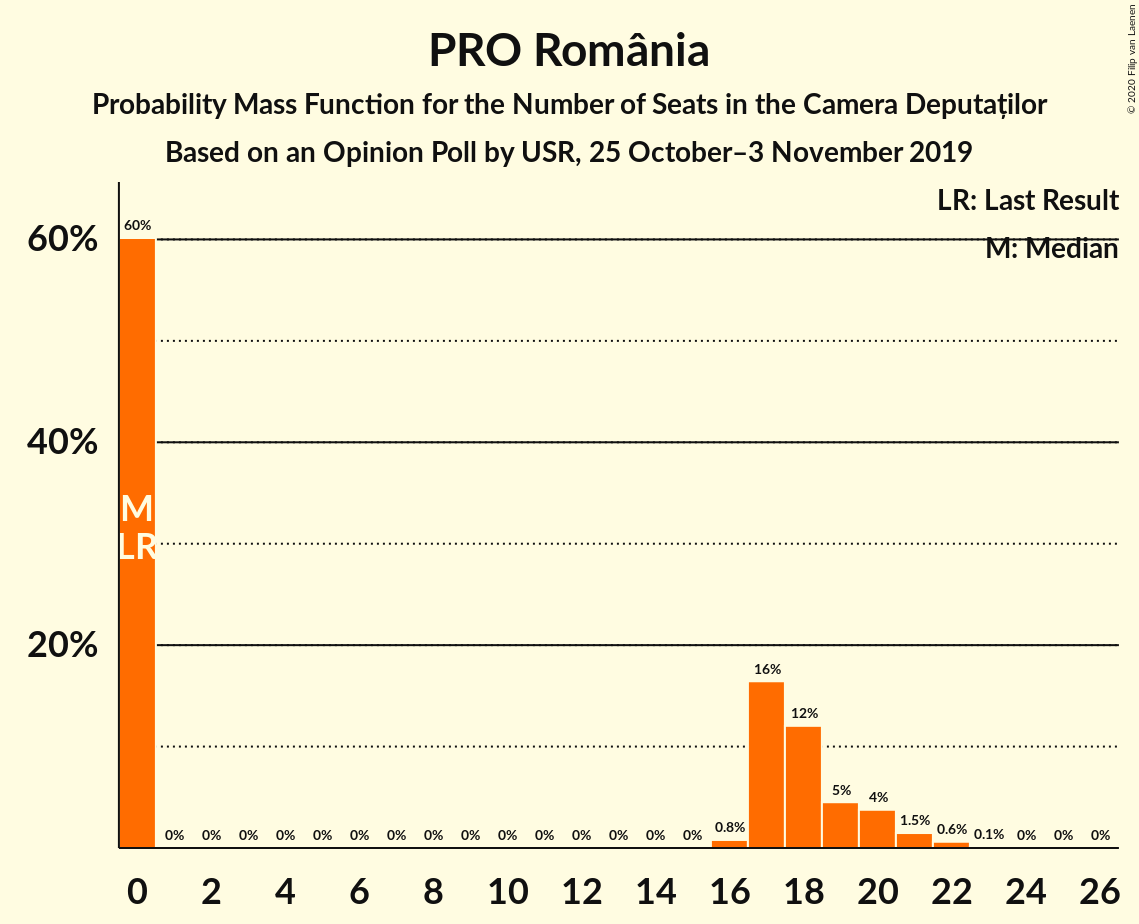 PRO România
Probability Mass Function for the Number of Seats in the Camera Deputaților
Based on an Opinion Poll by USR, 25 October–3 November 2019
© 2020 Filip van Laenen
LR: Last Result
M: Median
60%
40%
20%
60%
M
LR
0% 0% 0% 0% 0% 0% 0% 0% 0% 0% 0% 0% 0% 0% 0% 0.8% 16% 12% 5% 4% 1.5% 0.6% 0.1% 0% 0% 0%
0 2 4 6 8 10 12 14 16 18 20 22 24 26